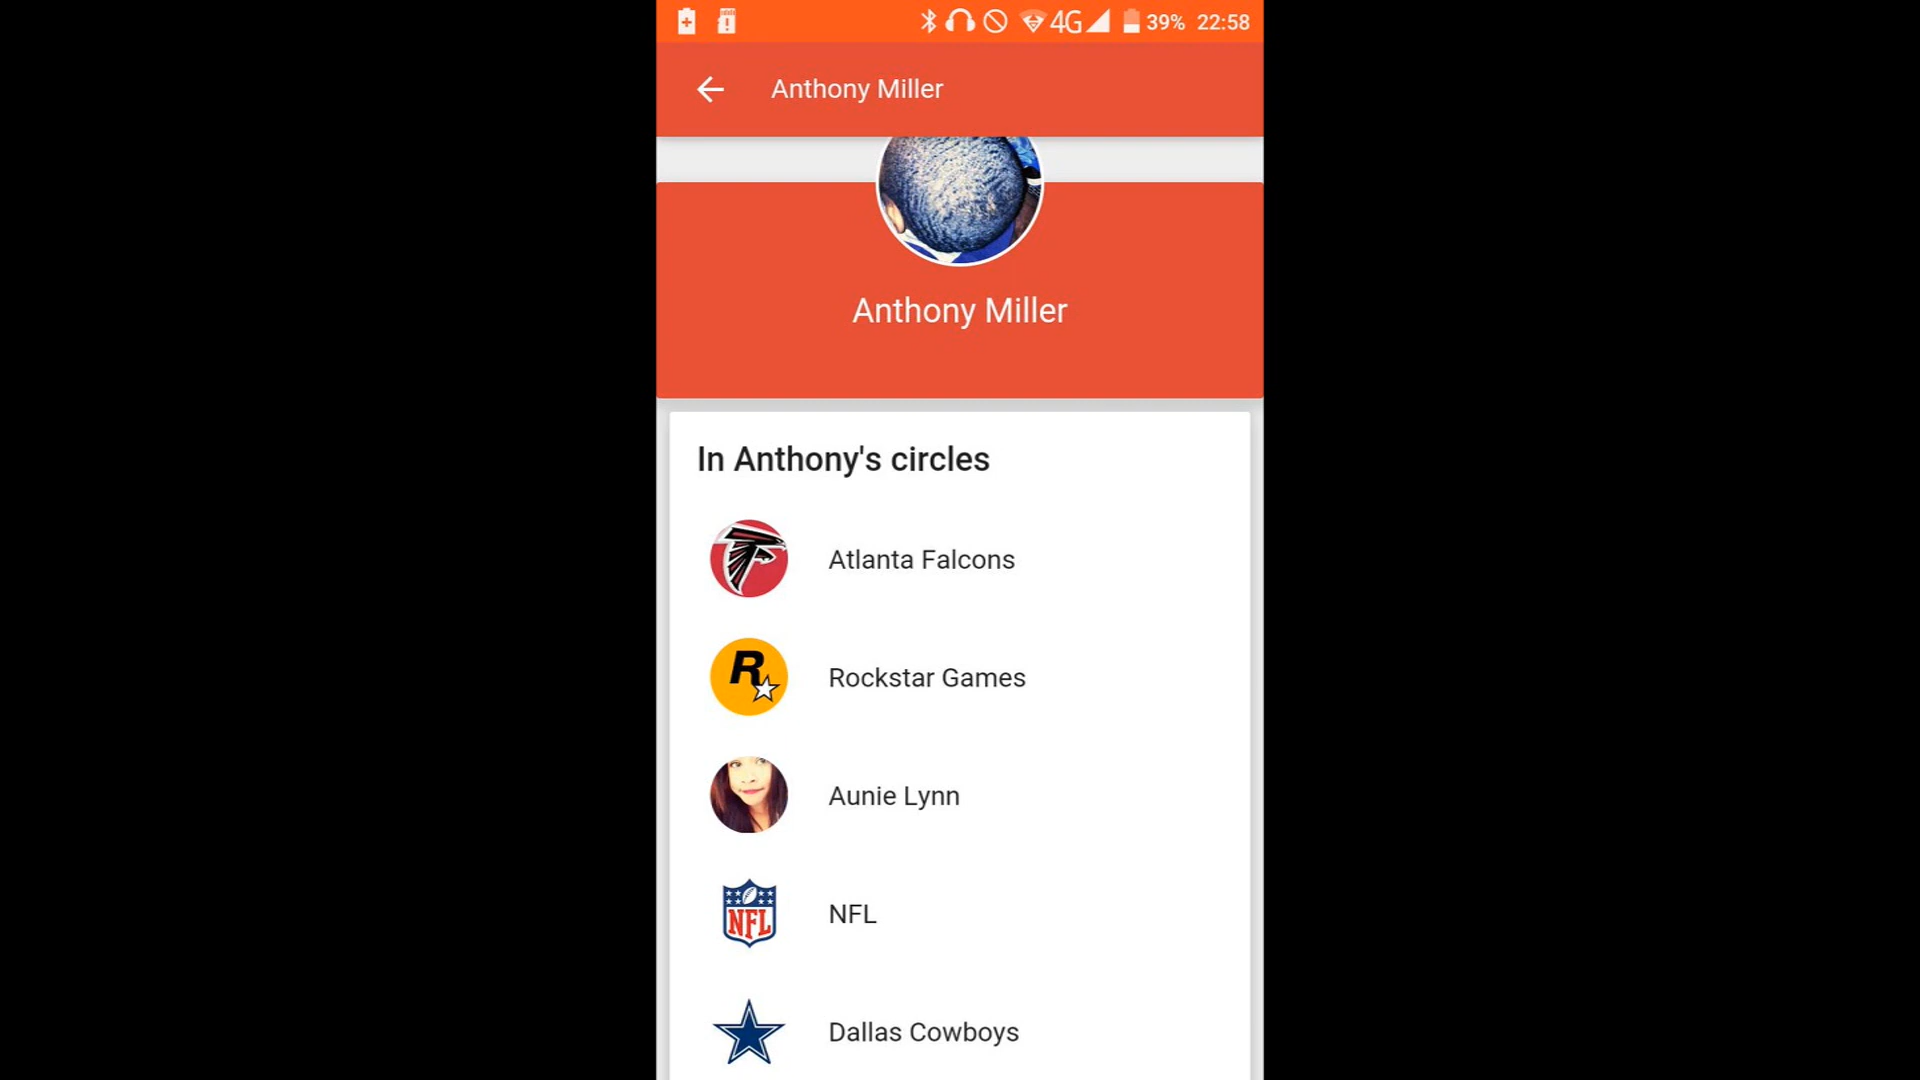 4G 39% 22:58
Anthony Miller
Anthony Miller
In Anthony's circles
Atlanta Falcons
R
Rockstar Games
Aunie Lynn
NFL
NFL
Dallas Cowboys